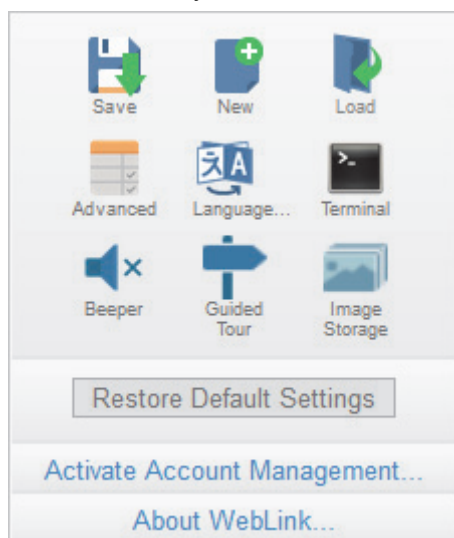 Save New Load
Advanced Language... Terminal
Beeper Guided Tour Image Storage
Restore Default Settings
Activate Account Management...
About WebLink...